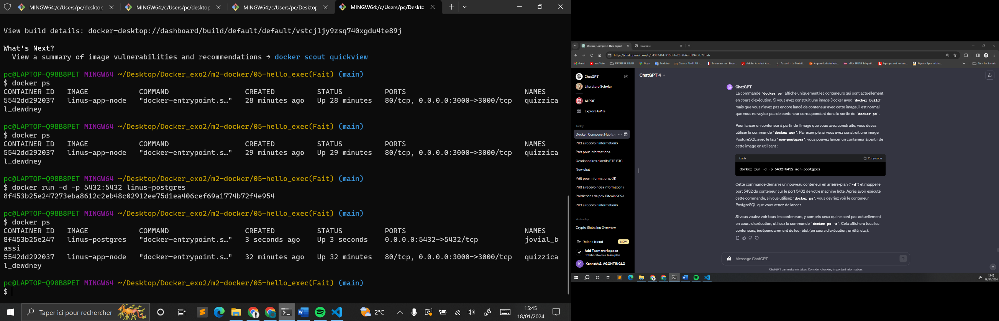 MINGW64:/c/Users/pc/desktop
MINGW64:/c/Users/pc/desktop
MINGW64:/c/Users/pc/Desktop
MINGW64:/c/Users/pc/Deskto
View build details: docker-desktop://dashboard/build/default/default/vstcj1jy9zsq740xgdu4te89j
What's Next?
View a summary of image vulnerabilities and recommendations → docker scout quickview
pc@LAPTOP-Q98B8PET MINGW64 ~/Desktop/Docker_exo2/m2-docker/05-hello_exec(Fait) (main)
$ docker ps
CONTAINER ID IMAGE COMMAND CREATED STATUS PORTS NAMES
5542dd292037 linus-app-node "docker-entrypoint.s…" 28 minutes ago Up 28 minutes 80/tcp, 0.0.0.0:3000->3000/tcp quizzica
l_dewdney
pc@LAPTOP-Q98B8PET MINGW64 ~/Desktop/Docker_exo2/m2-docker/05-hello_exec(Fait) (main)
$ docker ps
CONTAINER ID IMAGE COMMAND CREATED STATUS PORTS NAMES
5542dd292037 linus-app-node "docker-entrypoint.s…" 29 minutes ago Up 29 minutes 80/tcp, 0.0.0.0:3000->3000/tcp quizzica
l_dewdney
pc@LAPTOP-Q98B8PET MINGW64 ~/Desktop/Docker_exo2/m2-docker/05-hello_exec(Fait) (main)
$ docker run -d -p 5432:5432 linus-postgres
8f453b25e247273eba8612c2eb48c02912ee75d1ea406cef69a1774b72f4e954
pc@LAPTOP-Q98B8PET MINGW64 ~/Desktop/Docker_exo2/m2-docker/05-hello_exec(Fait) (main)
$ docker ps
CONTAINER ID IMAGE COMMAND CREATED STATUS PORTS NAMES
8f453b25e247 linus-postgres "docker-entrypoint.s…" 3 seconds ago Up 3 seconds 0.0.0.0:5432->5432/tcp jovial_b
assi
5542dd292037 linus-app-node "docker-entrypoint.s…" 32 minutes ago Up 32 minutes 80/tcp, 0.0.0.0:3000->3000/tcp quizzica
l_dewdney
pc@LAPTOP-Q98B8PET MINGW64 ~/Desktop/Docker_exo2/m2-docker/05-hello_exec(Fait) (main)
$
Taper ici pour rechercher
2°C
15:45
18/01/2024
Docker, Compose, Hub Expert
localhost
https://chat.openai.com/c/b4387d61-915d-4e25-9b6e-d294bfb72bab
Gmail YouTube RESELLER LINUS Maps Traduire Cours : ANGLAIS -... Se connecter | Étran... Adobe Acrobat Acc... Accueil - Le Portail... Appareil photo Hyb... MAX JEUNE Migrati... laptops and netboo... Stynice 2pcs eclaira... » Tous les favoris
ChatGPT
Literature Scholar
Ai PDF
Explore GPTs
Today
Docker, Compose, Hub Ex
Prêt à recevoir informations
Prêt pour informations.
Gestionnaires d'actifs ETF BTC
New chat
Prêt pour informations, OK
Prêt à recevoir des informations
Prédictions de prix Bitcoin 2024
Prêt à recevoir informations
Yesterday
Crypto Shiba Inu Overview
Refer a friend NEW
Add Team workspace
Collaborate on a Team plan
K Kenneth S. AGONTINGLO
ChatGPT 4
ChatGPT
La commande `docker ps` affiche uniquement les conteneurs qui sont actuellement
en cours d'exécution. Si vous avez construit une image Docker avec `docker build`
mais que vous n'avez pas encore lancé de conteneur avec cette image, il est normal
que vous ne voyiez pas de conteneur correspondant dans la sortie de `docker ps`.
Pour lancer un conteneur à partir de l'image que vous avez construite, vous devez
utiliser la commande `docker run`. Par exemple, si vous avez construit une image
PostgreSQL avec le tag `mon-postgres`, vous pouvez lancer un conteneur à partir de
cette image en utilisant :
bash Copy code
docker run -d -p 5432:5432 mon-postgres
Cette commande démarre un nouveau conteneur en arrière-plan (`-d`) et mappe le
port 5432 du conteneur sur le port 5432 de votre machine hôte. Après avoir exécuté
cette commande, si vous utilisez `docker ps`, vous devriez voir le conteneur
PostgreSQL que vous venez de lancer.
Si vous voulez voir tous les conteneurs, y compris ceux qui ne sont pas actuellement
en cours d'exécution, utilisez la commande `docker ps -a`. Cela affichera tous les
conteneurs, indépendamment de leur état (en cours d'exécution, arrêté, etc.).
Message ChatGPT...
ChatGPT can make mistakes. Consider checking important information.
?
15:45
18/01/2024